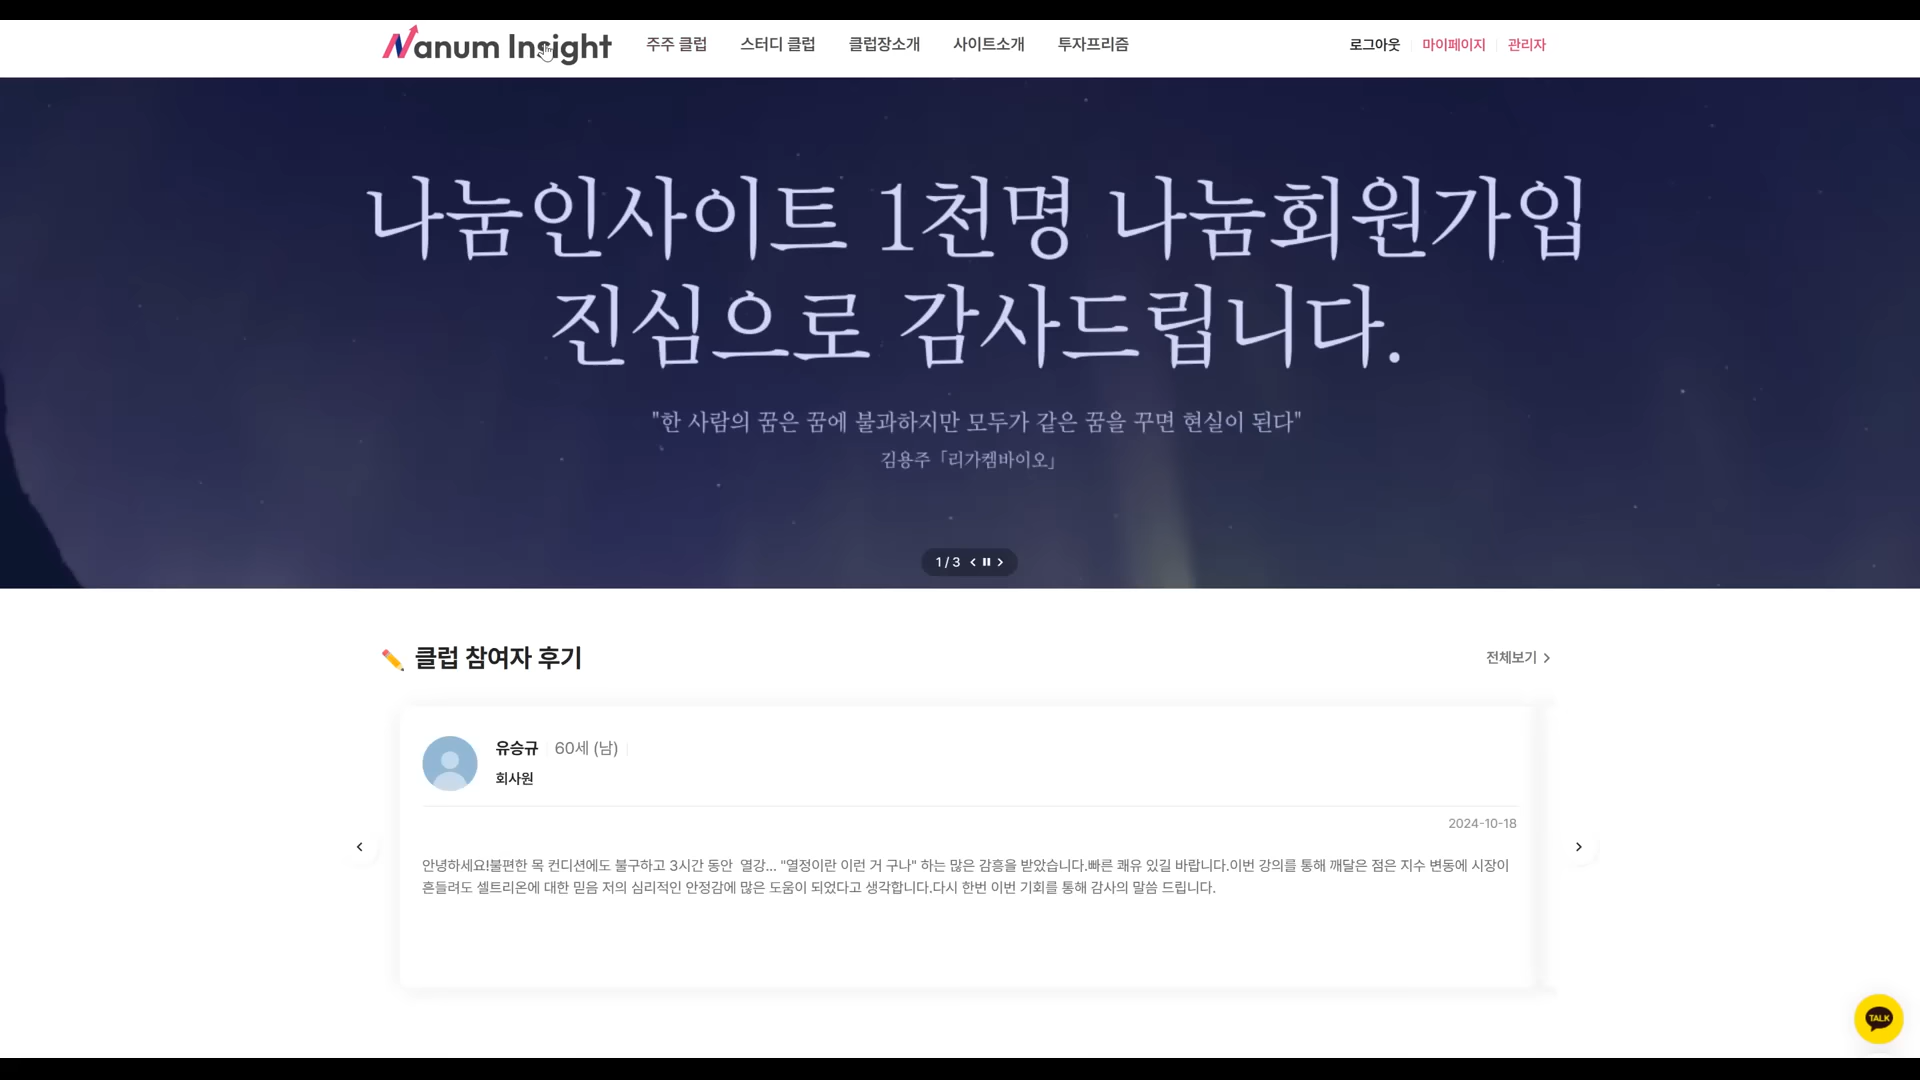 Nanum Insight
주주 클럽
스터디 클럽
클럽장소개
사이트소개
투자프리즘
로그아웃
마이페이지
관리자
나눔인사이트 1천명 나눔회원가입
진심으로 감사드립니다.
"한 사람의 꿈은 꿈에 불과하지만 모두가 같은 꿈을 꾸면 현실이 된다"
김용주「리가켐바이오」
1 / 3
클럽 참여자 후기
전체보기
유승규 60세 (남)
회사원
2024-10-18
안녕하세요!불편한 목 컨디션에도 불구하고 3시간 동안 열강... "열정이란 이런 거 구나" 하는 많은 감흥을 받았습니다.빠른 쾌유 있길 바랍니다.이번 강의를 통해 깨달은 점은 지수 변동에 시장이
흔들려도 셀트리온에 대한 믿음 저의 심리적인 안정감에 많은 도움이 되었다고 생각합니다.다시 한번 이번 기회를 통해 감사의 말씀 드립니다.
TALK